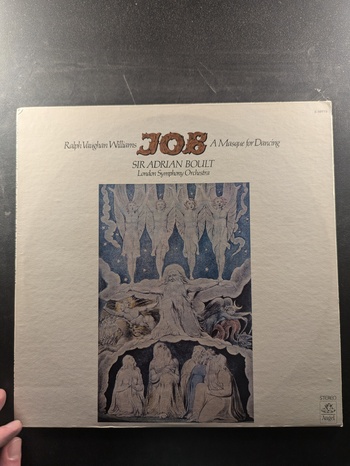 Ralph Vaughan Williams JOB A Masque for Dancing
SIR ADRIAN BOULT
London Symphony Orchestra
STEREO
Angel